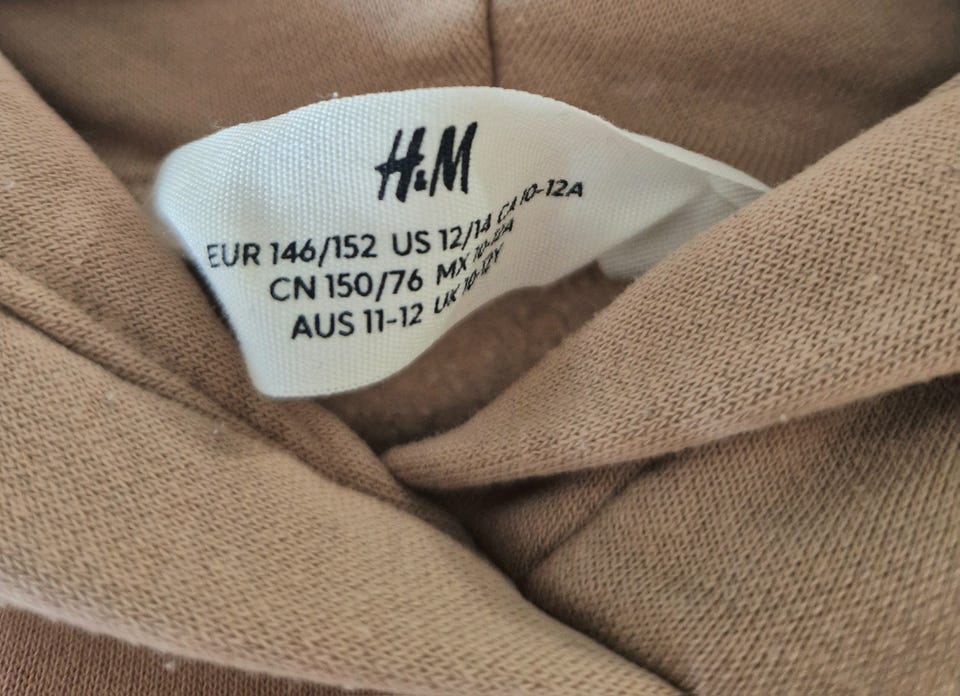 H&M
EUR 146/152 US 12/14 CA 10-12A
CN 150/76 MX 10-12A
AUS 11-12 UK 10-12Y